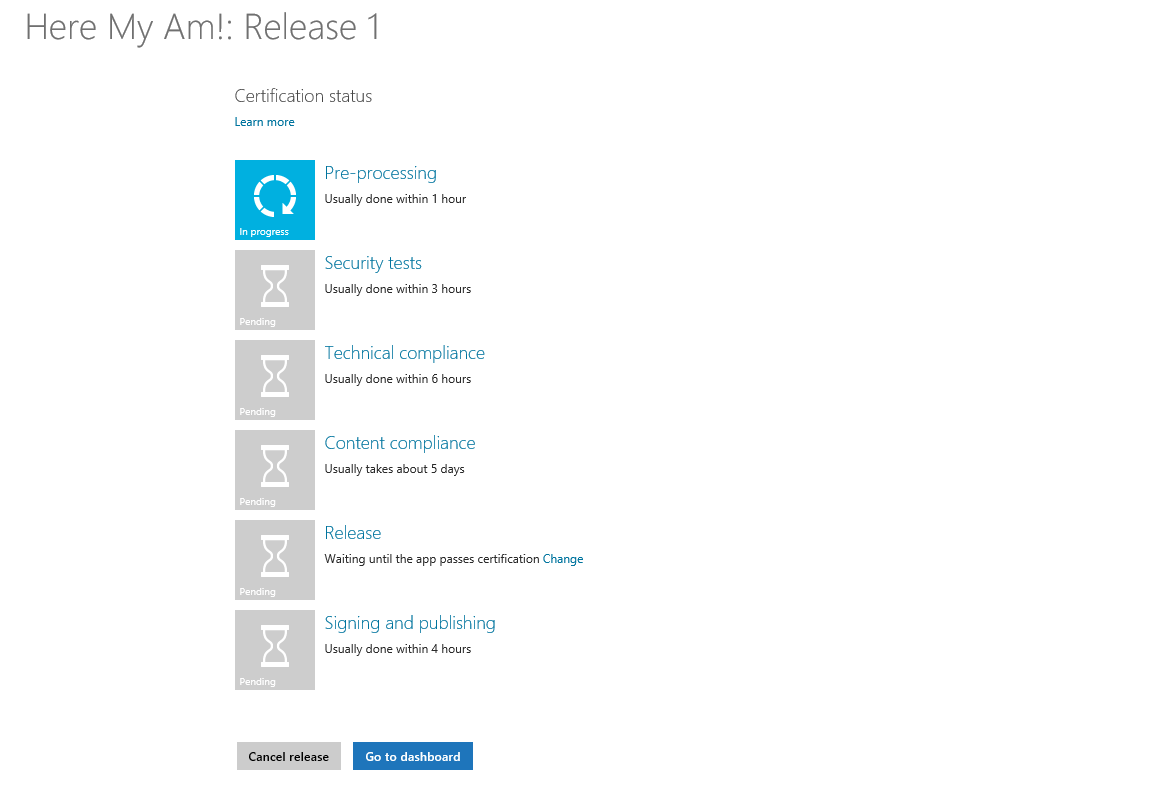 Here My Am!: Release 1
Certification status
Learn more
Pre-processing
Usually done within 1 hour
In progress
Security tests
Usually done within 3 hours
Pending
Technical compliance
Usually done within 6 hours
Pending
Content compliance
Usually takes about 5 days
Pending
Release
Waiting until the app passes certification Change
Pending
Signing and publishing
Usually done within 4 hours
Pending
Cancel release
Go to dashboard